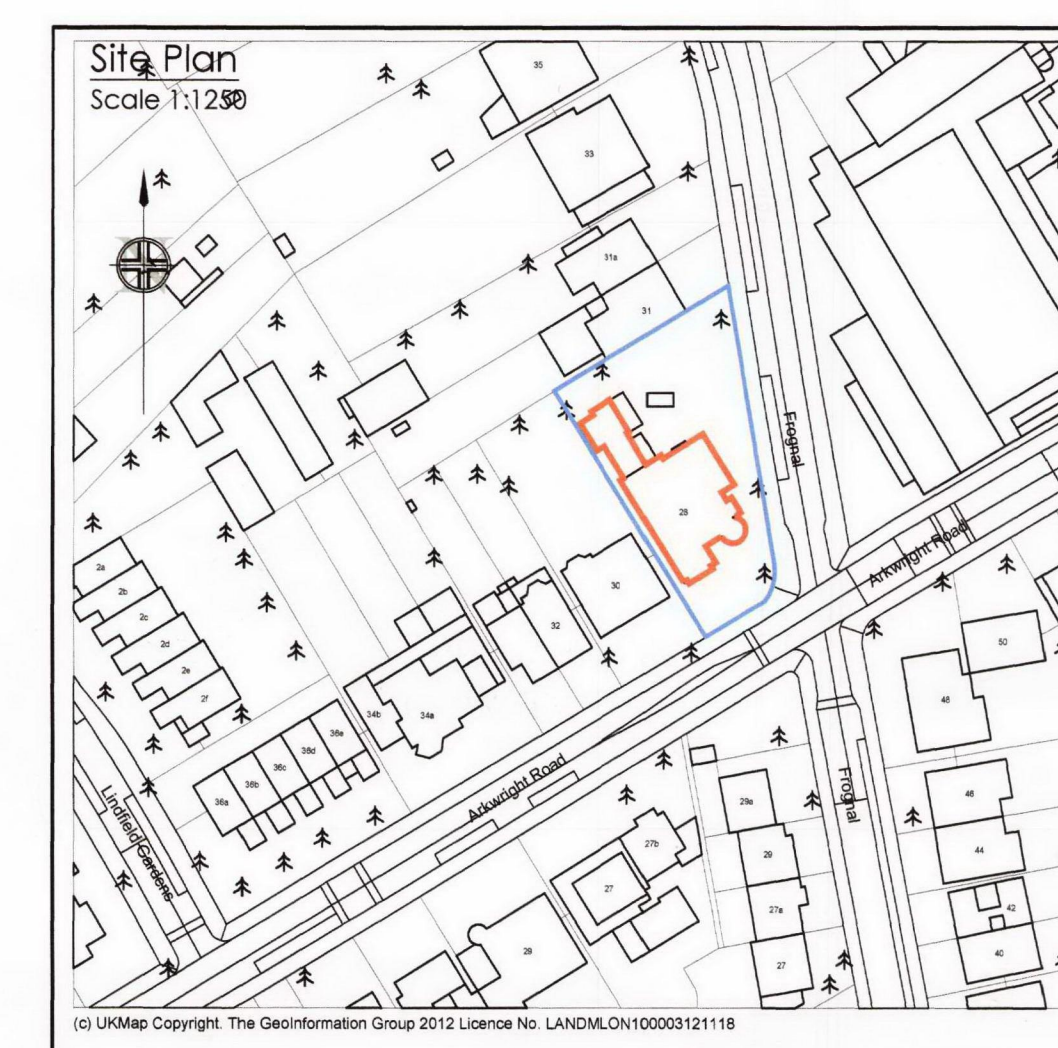 Site Plan
Scale 1:1250
35
33
31a
31
28
30
32
34a
34b
36e
36d
36c
36b
36a
2a
2b
2c
2d
2e
2f
Frognal
Arkwright Road
Arkwright Road
Lindfield Gardens
Frognal
50
48
46
44
42
40
29a
29
27a
27
27b
27
29
(c) UKMap Copyright. The GeoInformation Group 2012 Licence No. LANDMLON100003121118